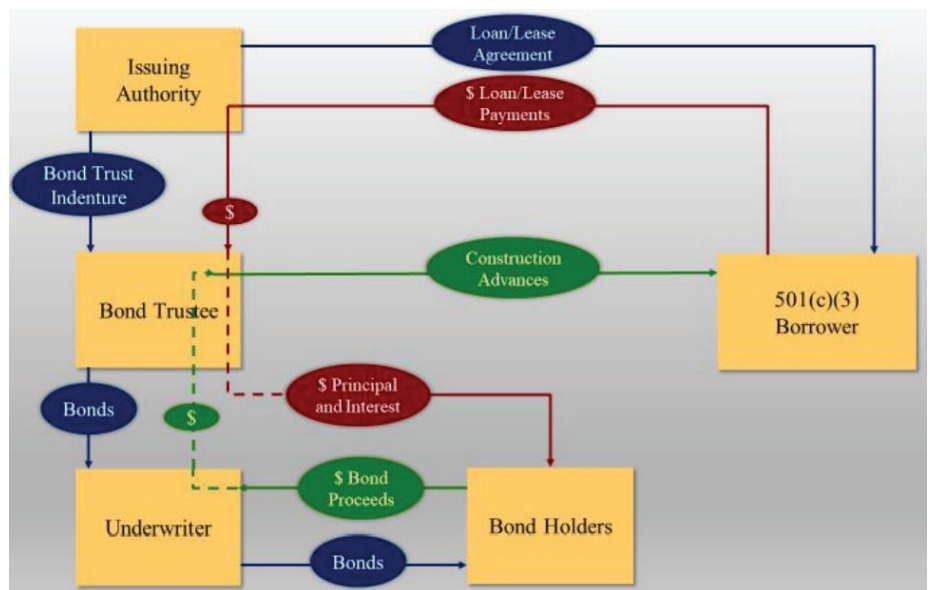 Loan/Lease
Agreement
Issuing
Authority
$ Loan/Lease
Payments
Bond Trust
Indenture
$
Construction
Advances
Bond Trustee
501(c)(3)
Borrower
$ Principal
and Interest
Bonds
$
$ Bond
Proceeds
Underwriter
Bond Holders
Bonds